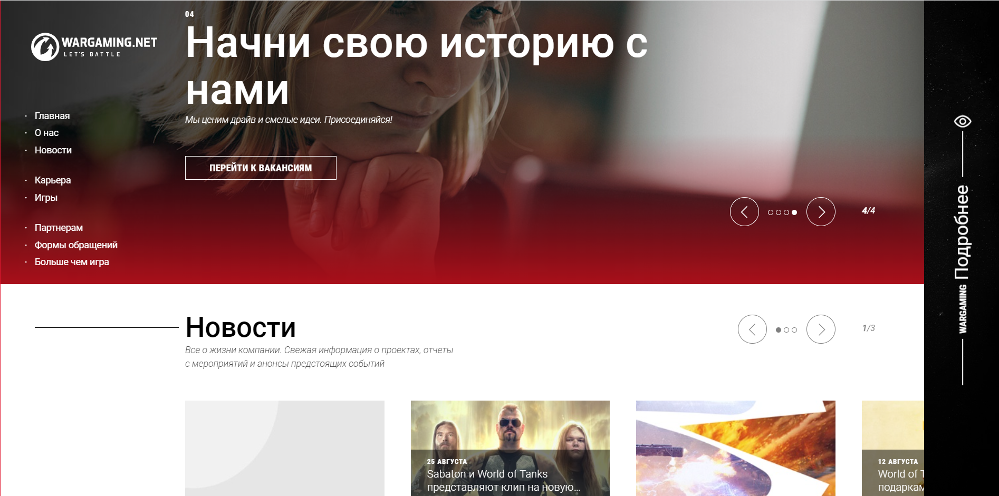 WARGAMING.NET
LET'S BATTLE
Главная
О нас
Новости
Карьера
Игры
Партнерам
Формы обращений
Больше чем игра
04
Начни свою историю с
нами
Мы ценим драйв и смелые идеи. Присоединяйся!
ПЕРЕЙТИ К ВАКАНСИЯМ
4/4
WARGAMING Подробнее
Новости
Все о жизни компании. Свежая информация о проектах, отчеты
с мероприятий и анонсы предстоящих событий
1/3
25 АВГУСТА
Sabaton и World of Tanks
представляют клип на новую...
12 АВГУСТА
World of T
подаркам